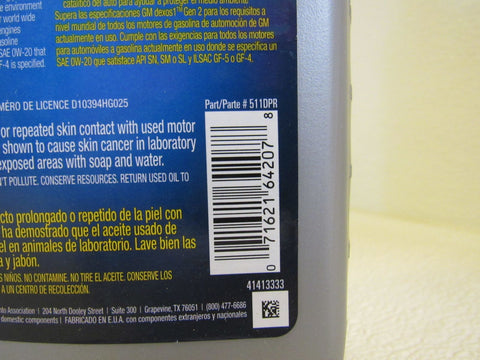 e environment
or world wide
engines
gasoline
SAE 0W-20 that
F-4 is specified.
catalítico del auto para ayudar a proteger el medio ambiente.
Supera las especificaciones GM dexos1™ Gen 2 para los requisitos a
nivel mundial de todos los motores de gasolina de automoción de GM
actualmente en uso. Cumple con las exigencias para todos los motores
para automóviles a gasolina actualmente en uso donde se especifica un
SAE 0W-20 que satisface API SN, SM o SL y ILSAC GF-5 o GF-4.
MÉRO DE LICENCE D10394HG025
Part/Parte # 511DPR
or repeated skin contact with used motor
shown to cause skin cancer in laboratory
exposed areas with soap and water.
N'T POLLUTE. CONSERVE RESOURCES. RETURN USED OIL TO
0 71621 64207 8
cto prolongado o repetido de la piel con
ha demostrado que el aceite usado de
el en animales de laboratorio. Lave bien las
a y jabón.
S NIÑOS. NO CONTAMINE. NO TIRE EL ACEITE. CONSERVE LOS
A UN CENTRO DE RECOLECCIÓN.
41413333
nto Association | 204 North Dooley Street | Suite 300 | Grapevine, TX 76051 | (800) 477-6686
domestic components | FABRICADO EN E.U.A. con componentes extranjeros y nacionales